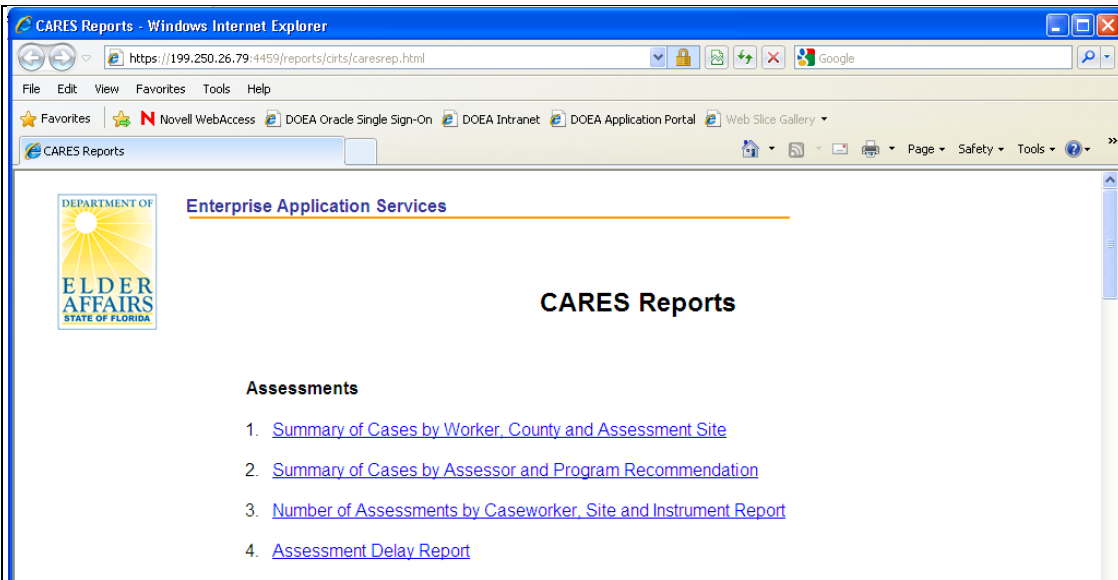 CARES Reports - Windows Internet Explorer
https://199.250.26.79:4459/reports/cirts/caresrep.html
Google
File Edit View Favorites Tools Help
Favorites N Novell WebAccess DOEA Oracle Single Sign-On DOEA Intranet DOEA Application Portal Web Slice Gallery
CARES Reports
Page Safety Tools »
DEPARTMENT OF
ELDER
AFFAIRS
STATE OF FLORIDA
Enterprise Application Services
CARES Reports
Assessments
1. Summary of Cases by Worker, County and Assessment Site
2. Summary of Cases by Assessor and Program Recommendation
3. Number of Assessments by Caseworker, Site and Instrument Report
4. Assessment Delay Report